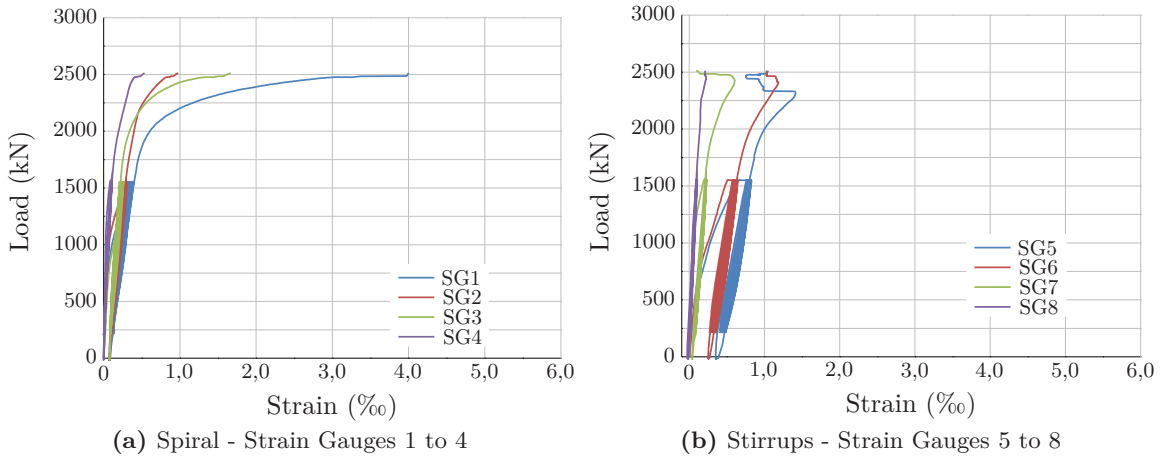 3000
2500
2000
1500
1000
500
0
Load (kN)
0
1,0
2,0
3,0
4,0
5,0
6,0
Strain (‰)
SG1
SG2
SG3
SG4
(a) Spiral - Strain Gauges 1 to 4
3000
2500
2000
1500
1000
500
0
Load (kN)
0
1,0
2,0
3,0
4,0
5,0
6,0
Strain (‰)
SG5
SG6
SG7
SG8
(b) Stirrups - Strain Gauges 5 to 8